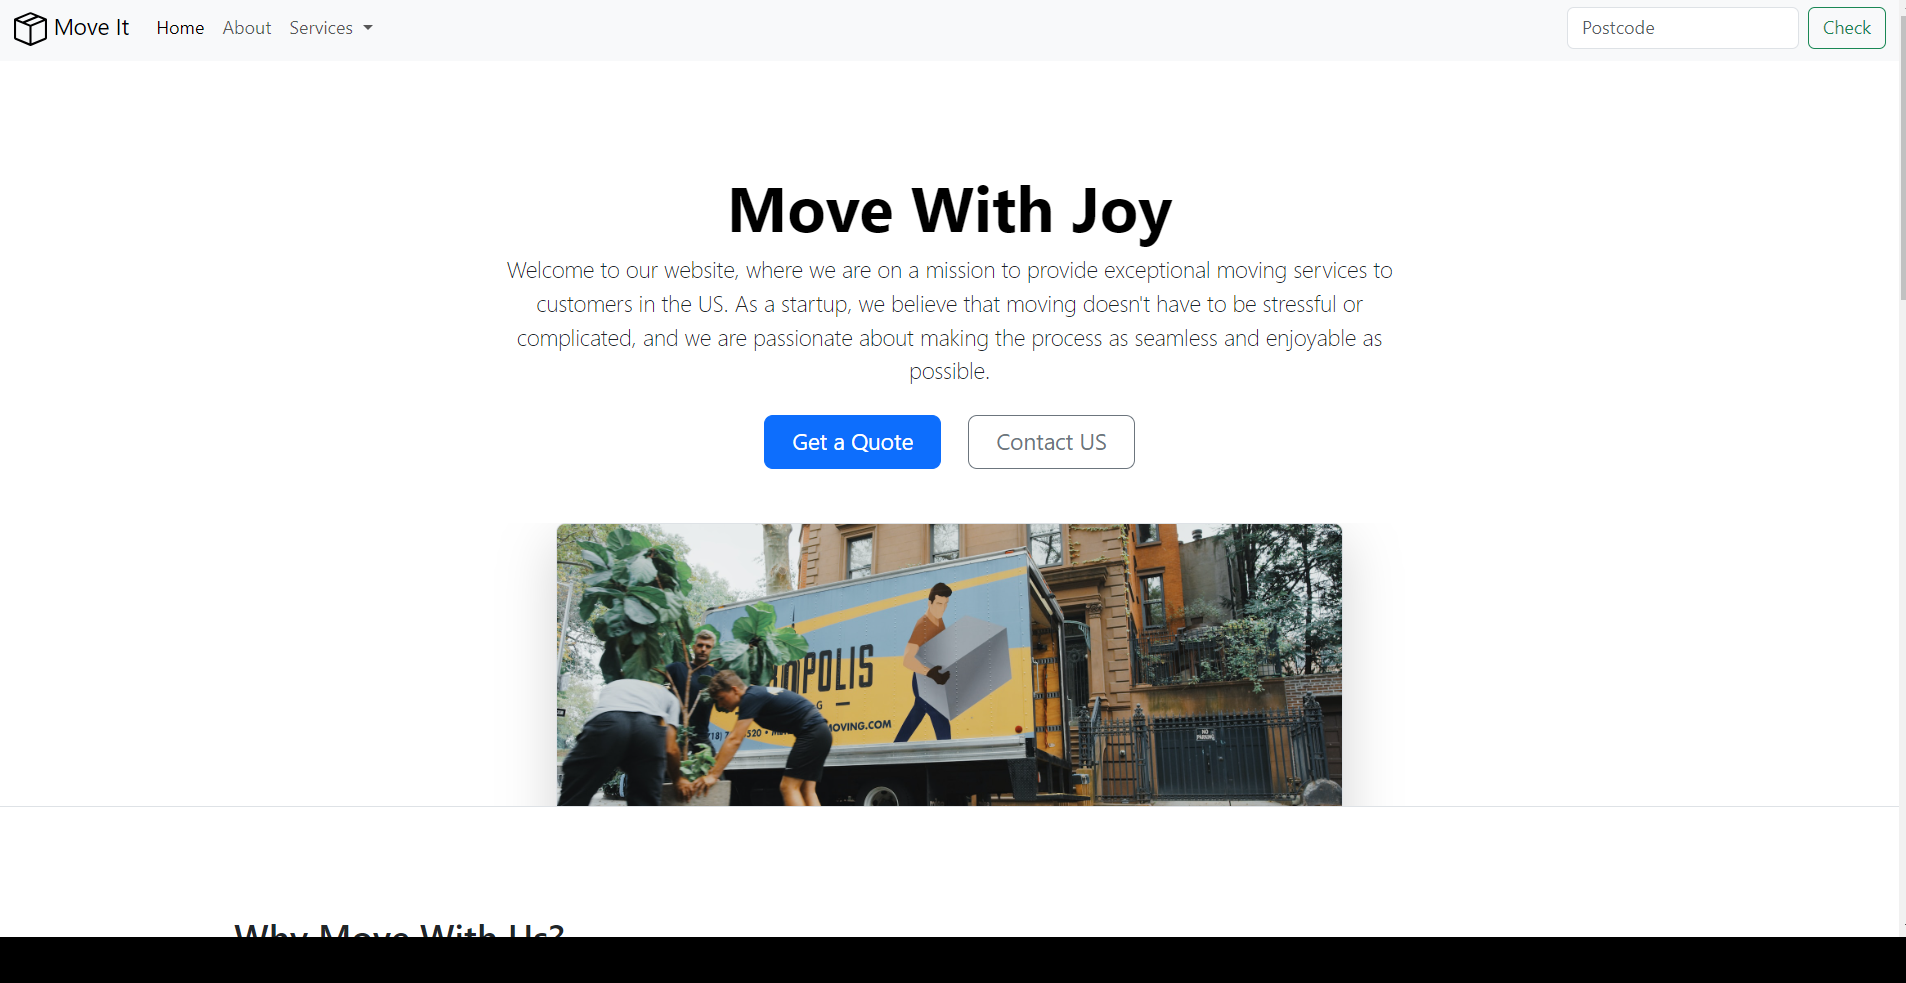 Move It Home About Services Postcode Check
Move With Joy
Welcome to our website, where we are on a mission to provide exceptional moving services to
customers in the US. As a startup, we believe that moving doesn't have to be stressful or
complicated, and we are passionate about making the process as seamless and enjoyable as
possible.
Get a Quote Contact US
POLIS
MOVING.COM
NO
PARKING
Why Move With Us?